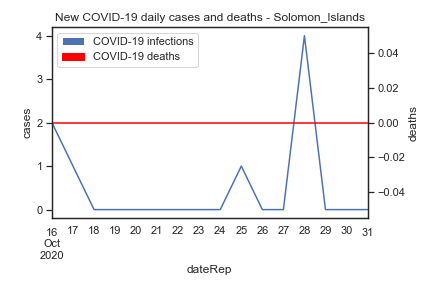 New COVID-19 daily cases and deaths - Solomon_Islands
COVID-19 infections
COVID-19 deaths
cases
4
3
2
1
0
0.04
0.02
0.00
−0.02
−0.04
deaths
16 17 18 19 20 21 22 23 24 25 26 27 28 29 30 31
Oct
2020
dateRep